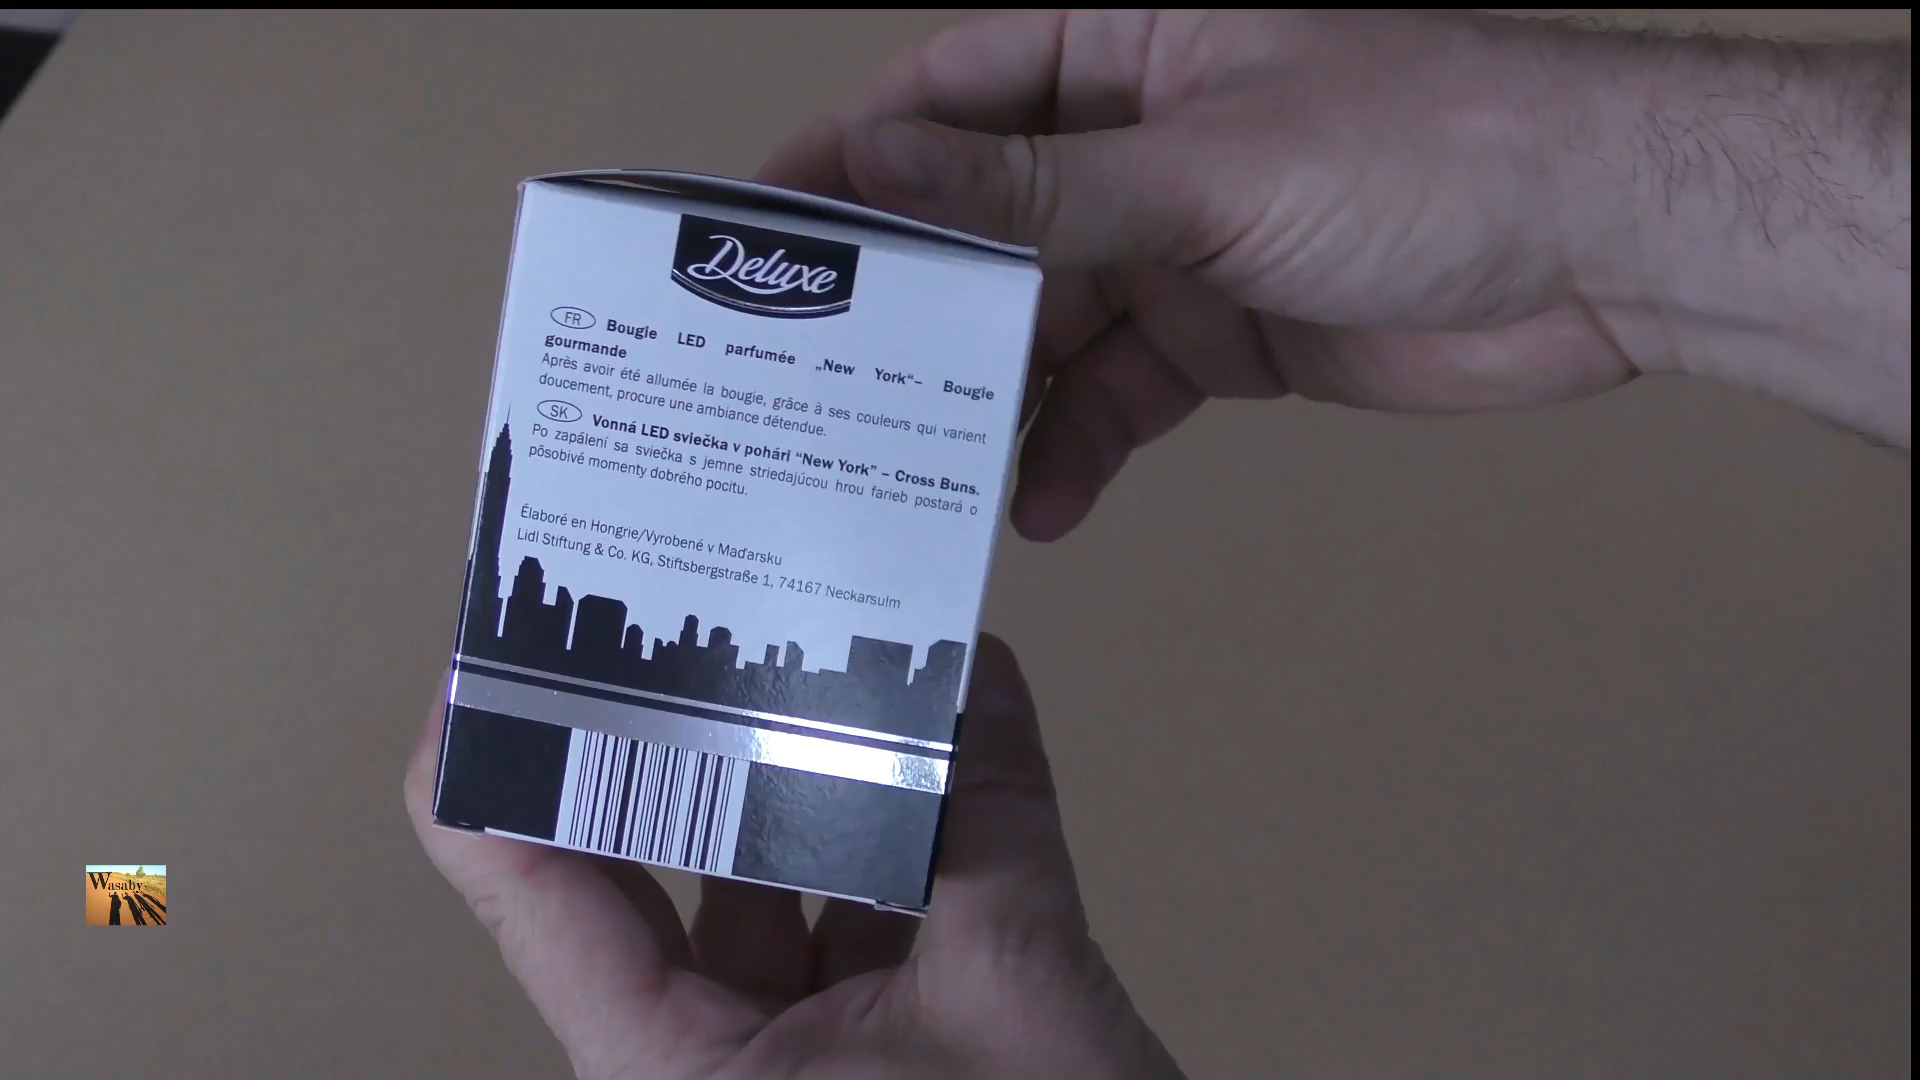 Deluxe
FR Bougie LED parfumée „New York“– Bougie
gourmande
Après avoir été allumée la bougie, grâce à ses couleurs qui varient
doucement, procure une ambiance détendue.
SK Vonná LED sviečka v pohári “New York” – Cross Buns.
Po zapálení sa sviečka s jemne striedajúcou hrou farieb postará o
pôsobivé momenty dobrého pocitu.
Élaboré en Hongrie/Vyrobené v Maďarsku
Lidl Stiftung & Co. KG, Stiftsbergstraße 1, 74167 Neckarsulm
Wasaby